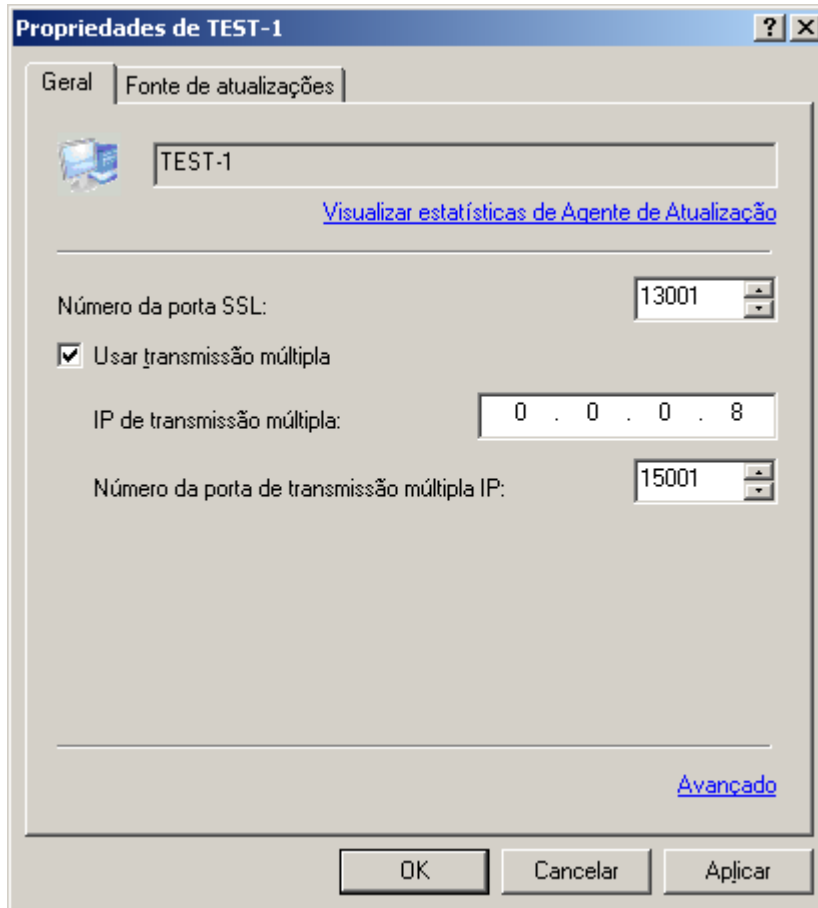 Propriedades de TEST-1
Geral
Fonte de atualizações
TEST-1
Visualizar estatísticas de Agente de Atualização
Número da porta SSL: 13001
Usar transmissão múltipla
IP de transmissão múltipla: 0 . 0 . 0 . 8
Número da porta de transmissão múltipla IP: 15001
Avançado
OK
Cancelar
Aplicar